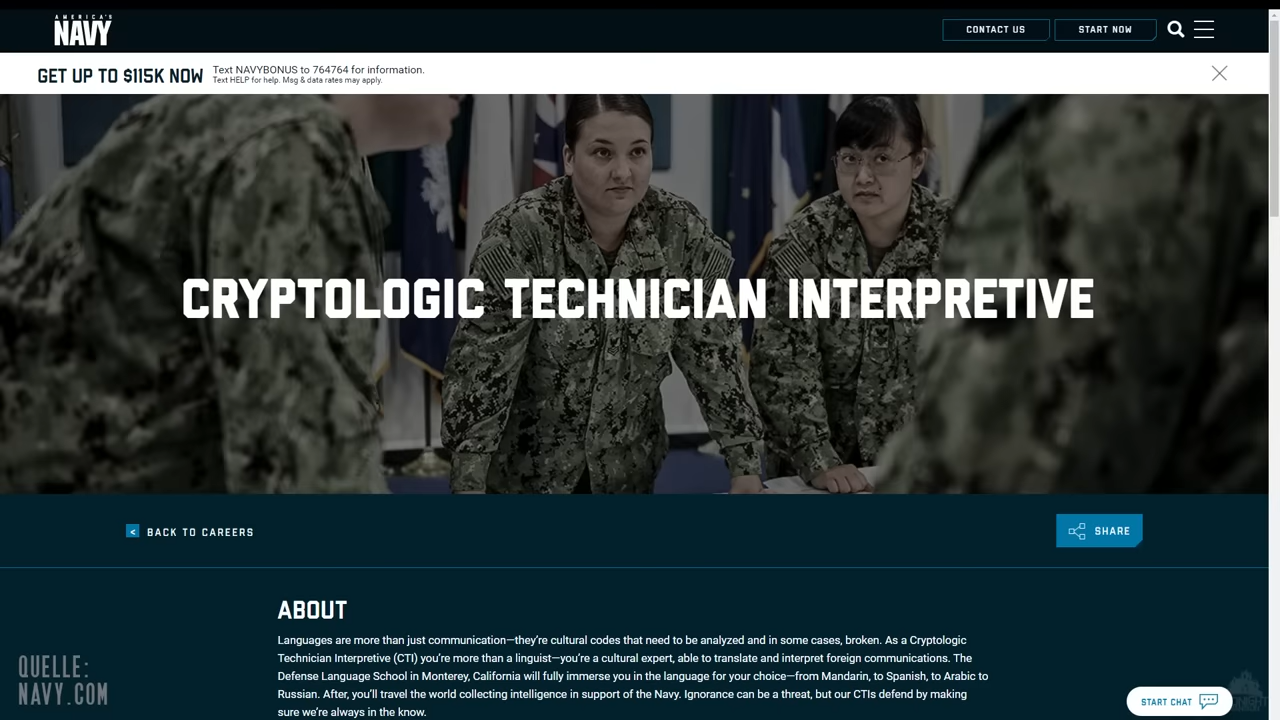 AMERICA'S
NAVY
CONTACT US
START NOW
GET UP TO $115K NOW
Text NAVYBONUS to 764764 for information.
Text HELP for help. Msg & data rates may apply.
CRYPTOLOGIC TECHNICIAN INTERPRETIVE
< BACK TO CAREERS
SHARE
ABOUT
Languages are more than just communication—they're cultural codes that need to be analyzed and in some cases, broken. As a Cryptologic
Technician Interpretive (CTI) you're more than a linguist—you're a cultural expert, able to translate and interpret foreign communications. The
Defense Language School in Monterey, California will fully immerse you in the language for your choice—from Mandarin, to Spanish, to Arabic to
Russian. After, you'll travel the world collecting intelligence in support of the Navy. Ignorance can be a threat, but our CTIs defend by making
sure we're always in the know.
QUELLE:
NAVY.COM
START CHAT